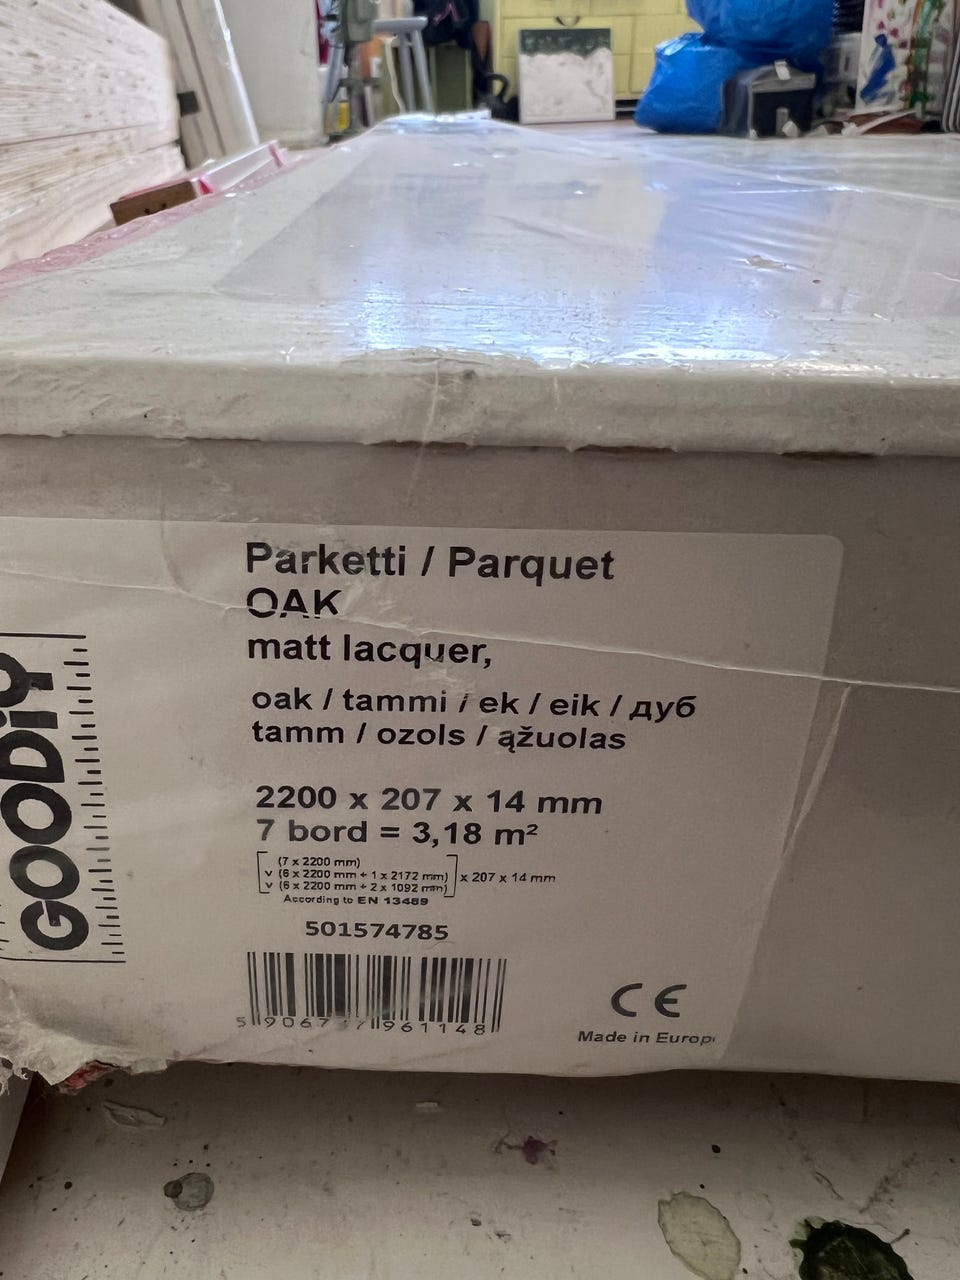 Parketti / Parquet
OAK
matt lacquer,
oak / tammi / ek / eik / дуб
tamm / ozols / ąžuolas
2200 x 207 x 14 mm
7 bord = 3,18 m²
(7 x 2200 mm)
v (6 x 2200 mm + 1 x 2172 mm) x 207 x 14 mm
v (6 x 2200 mm + 2 x 1092 mm)
According to EN 13489
501574785
961148
CE
Made in Europ
GOODIY